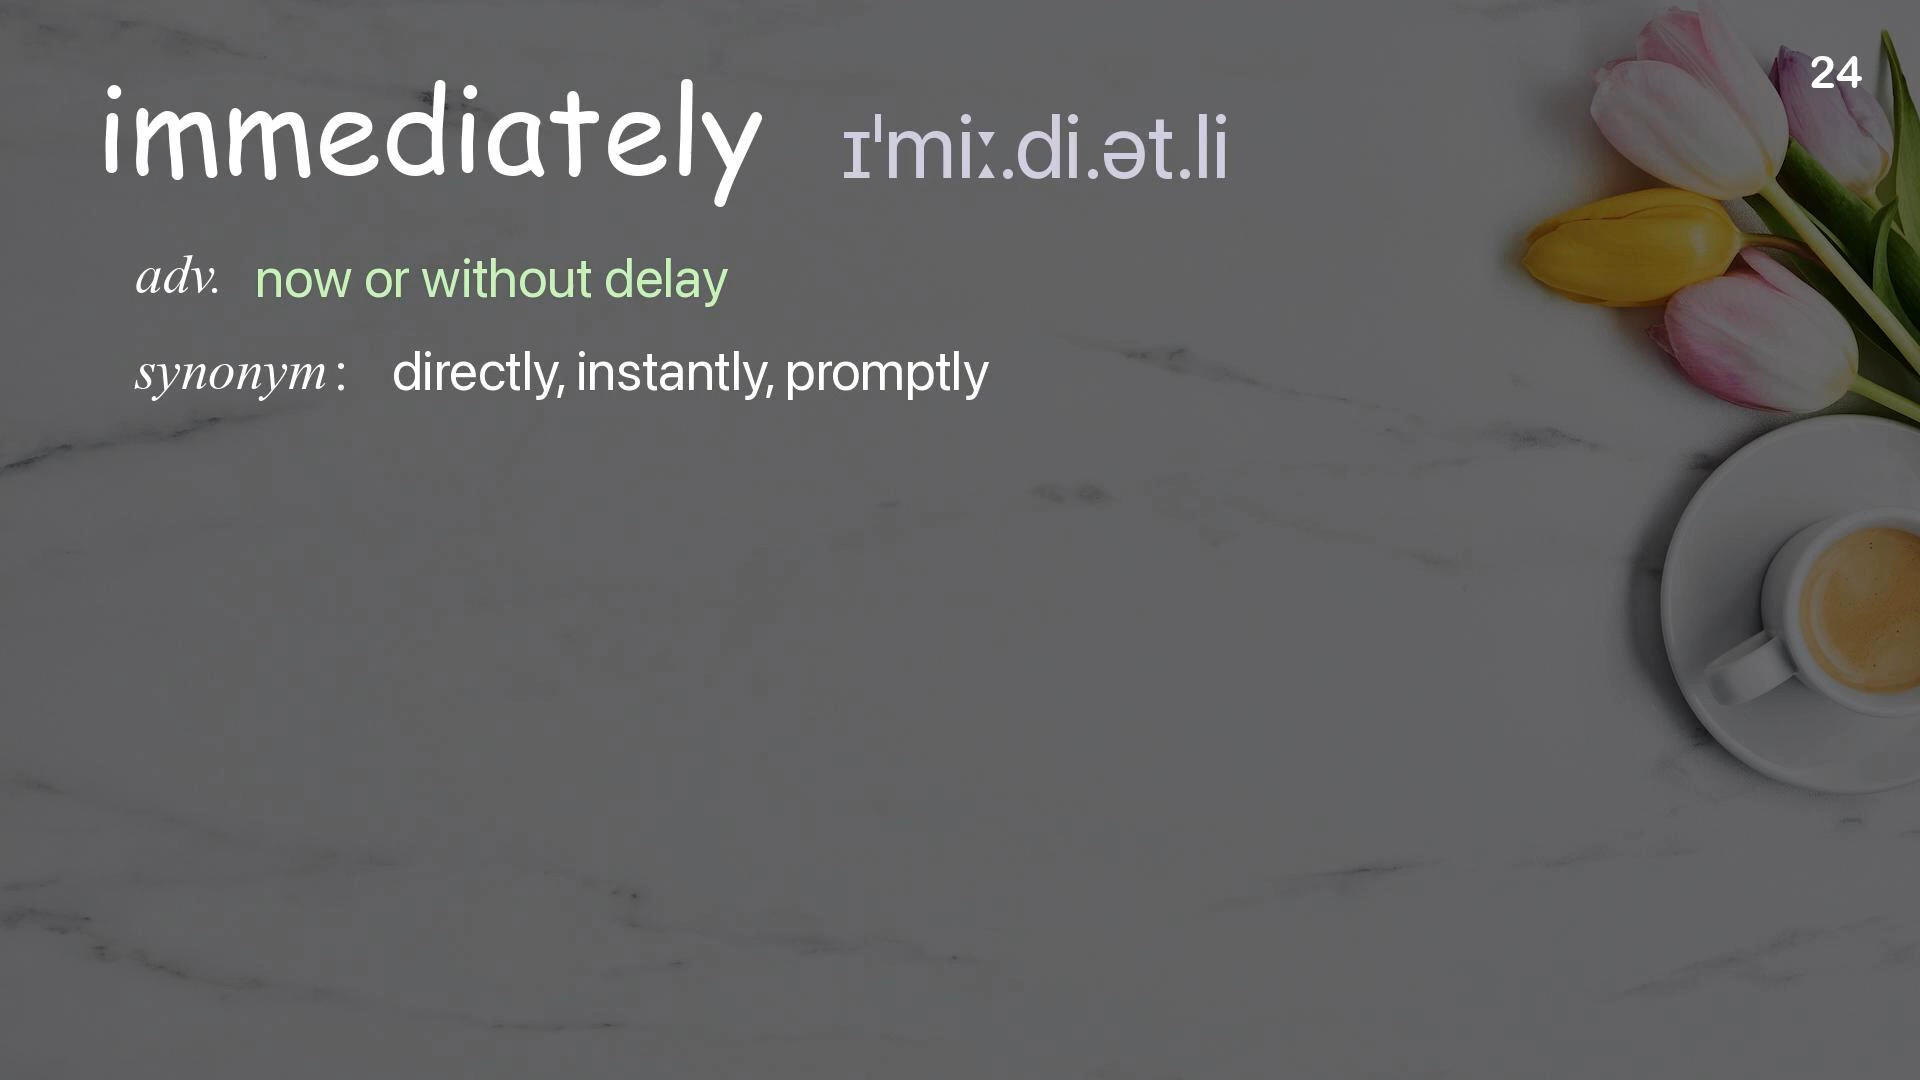 24
immediately ɪˈmiː.di.ət.li
adv. now or without delay
synonym: directly, instantly, promptly